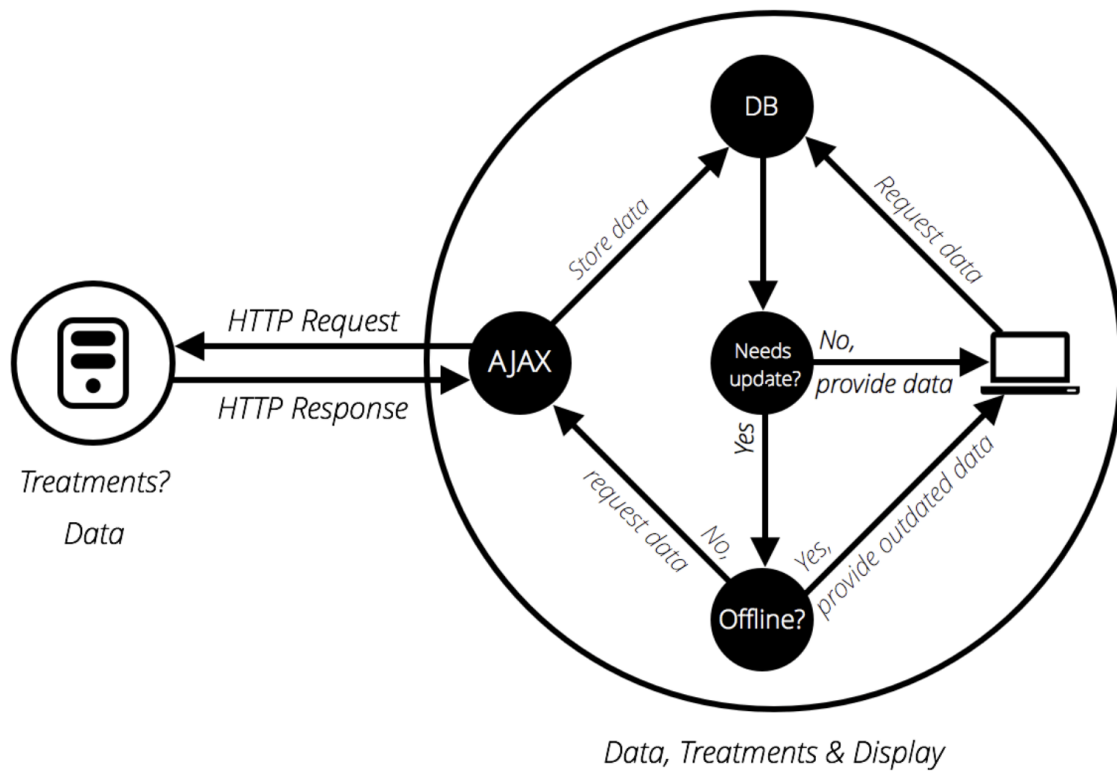 DB
Store data
Request data
HTTP Request
AJAX
HTTP Response
Needs
update?
No,
provide data
Yes
Treatments?
Data
No,
request data
Yes,
provide outdated data
Offline?
Data, Treatments & Display